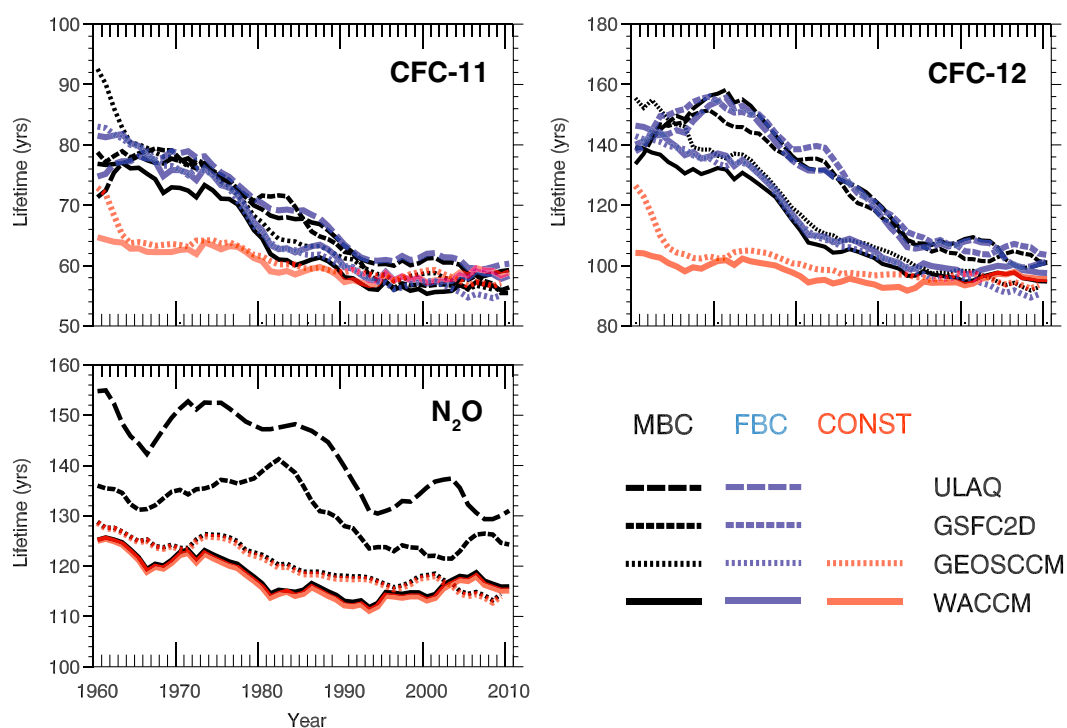 100
90
80
70
60
50
Lifetime (yrs)
CFC-11
180
160
140
120
100
80
Lifetime (yrs)
CFC-12
160
150
140
130
120
110
100
Lifetime (yrs)
N₂O
1960 1970 1980 1990 2000 2010
Year
MBC FBC CONST
ULAQ
GSFC2D
GEOSCCM
WACCM